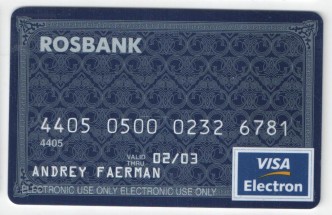 ROSBANK
4405 0500 0232 6781
4405
VALID THRU 02/03
ANDREY FAERMAN
ELECTRONIC USE ONLY ELECTRONIC USE ONLY
VISA
Electron